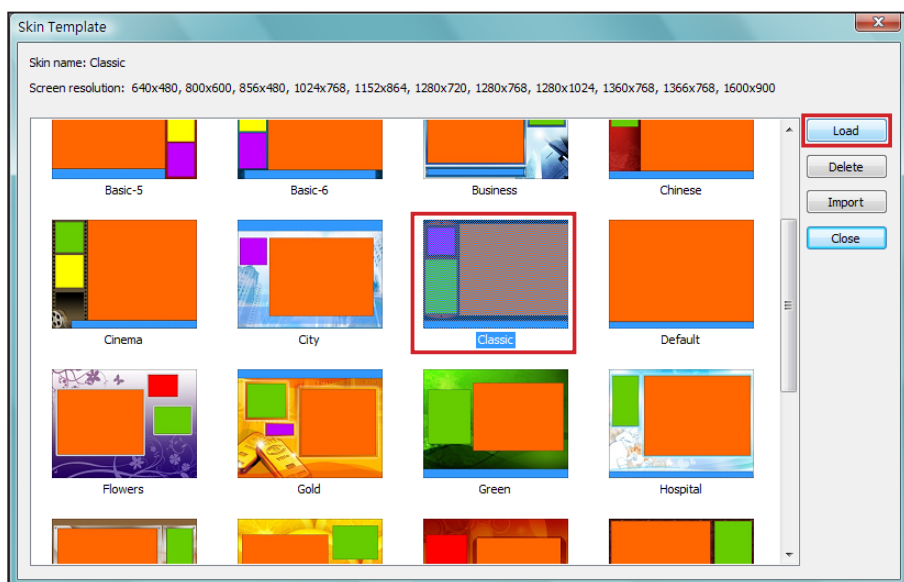 Skin Template
Skin name: Classic
Screen resolution: 640x480, 800x600, 856x480, 1024x768, 1152x864, 1280x720, 1280x768, 1280x1024, 1360x768, 1366x768, 1600x900
Load
Delete
Import
Close
Basic-5 Basic-6 Business Chinese
Cinema City Classic Default
Flowers Gold Green Hospital